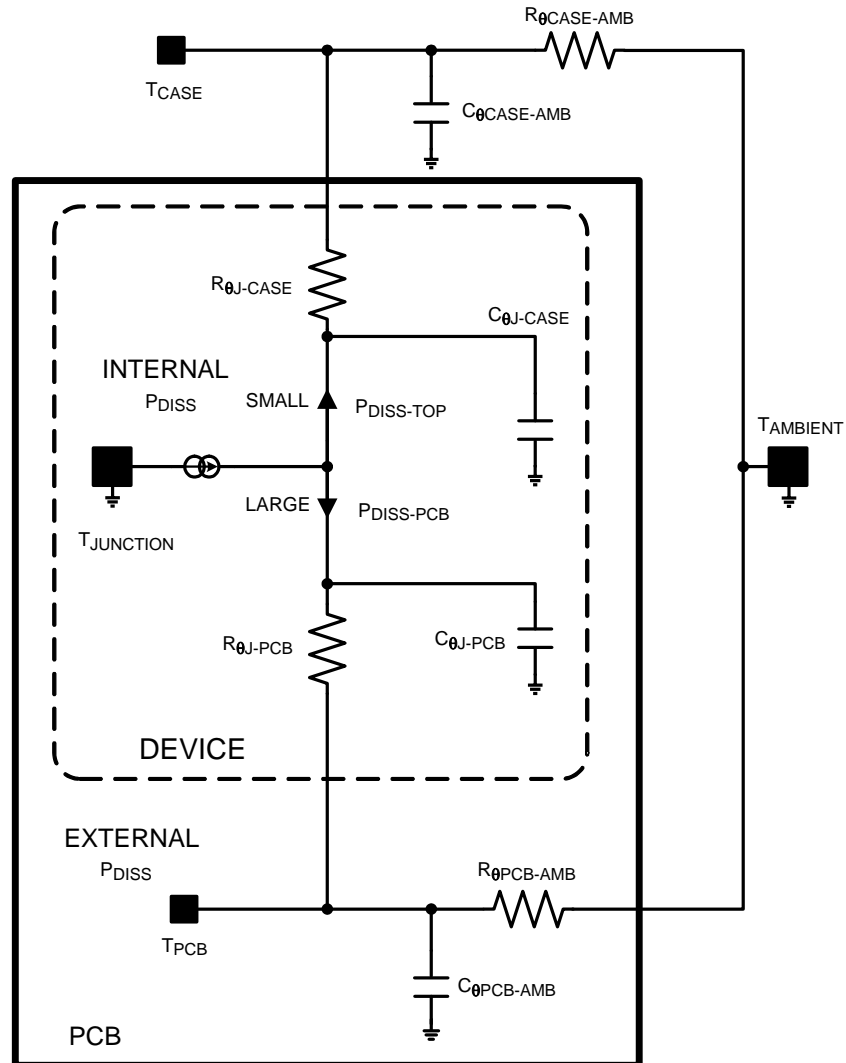 RθCASE-AMB
TCASE
CθCASE-AMB
RθJ-CASE
CθJ-CASE
INTERNAL
PDISS
SMALL
PDISS-TOP
TAMBIENT
LARGE
PDISS-PCB
TJUNCTION
RθJ-PCB
CθJ-PCB
DEVICE
EXTERNAL
PDISS
RθPCB-AMB
TPCB
CθPCB-AMB
PCB